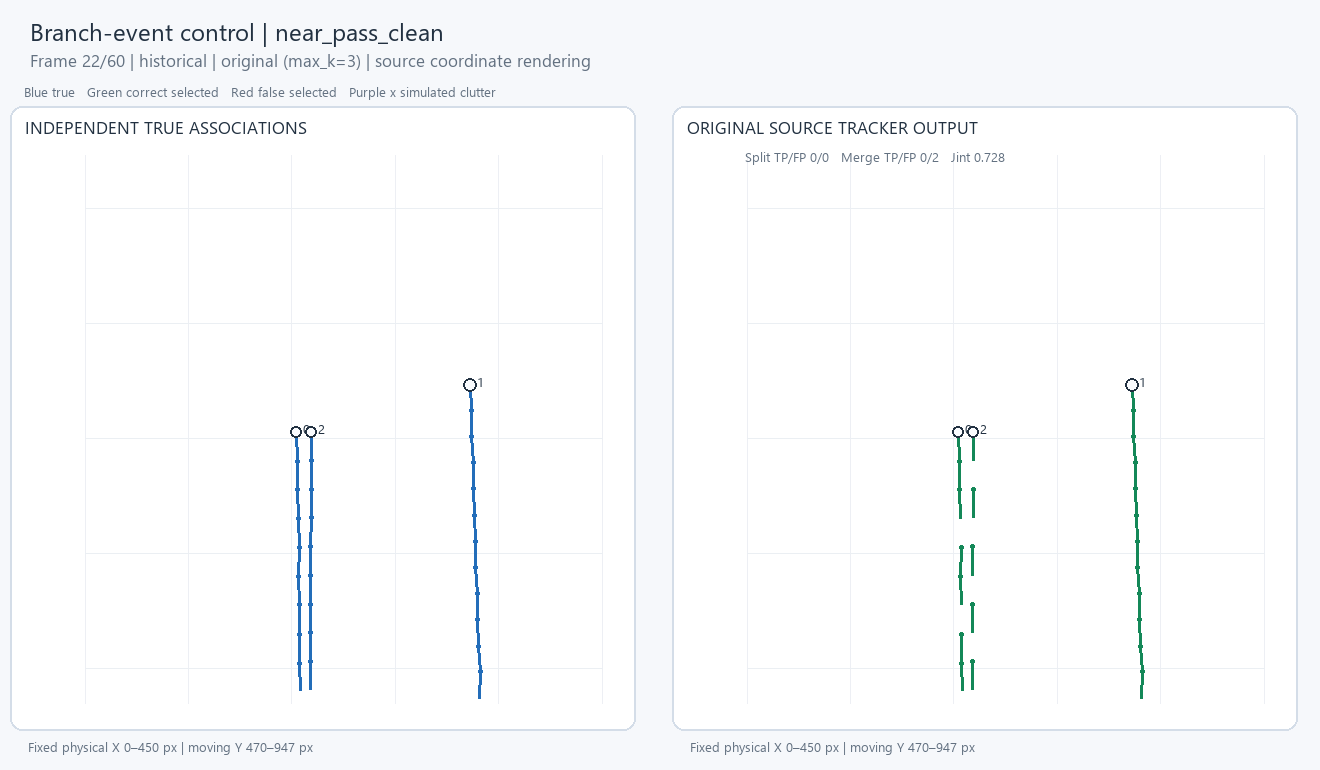 Branch-event control | near_pass_clean
Frame 22/60 | historical | original (max_k=3) | source coordinate rendering
Blue true Green correct selected Red false selected Purple x simulated clutter
INDEPENDENT TRUE ASSOCIATIONS
1
0 2
Fixed physical X 0–450 px | moving Y 470–947 px
ORIGINAL SOURCE TRACKER OUTPUT
Split TP/FP 0/0 Merge TP/FP 0/2 Jint 0.728
1
0 2
Fixed physical X 0–450 px | moving Y 470–947 px